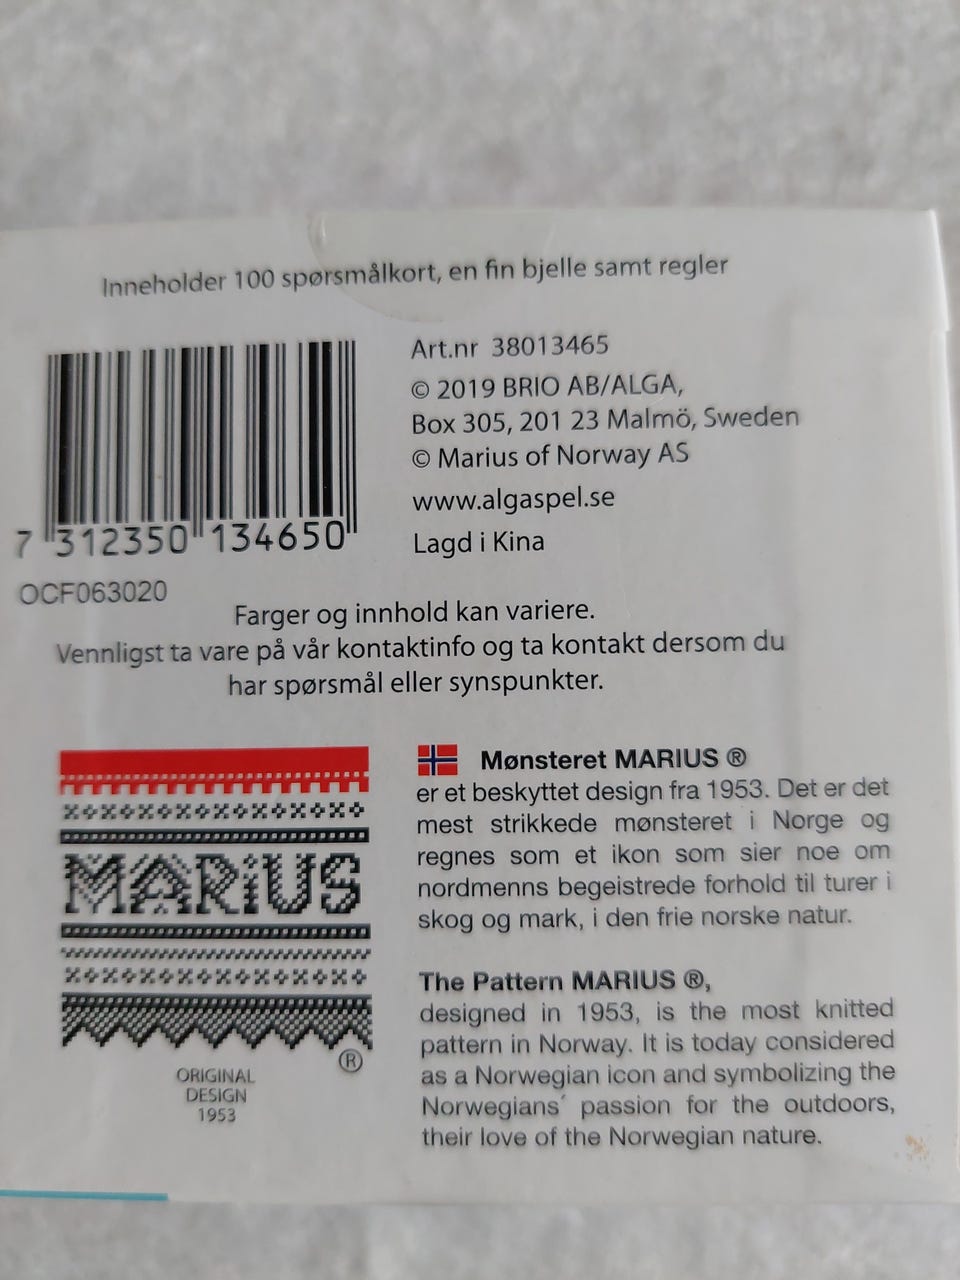 Inneholder 100 spørsmålkort, en fin bjelle samt regler
Art.nr 38013465
© 2019 BRIO AB/ALGA,
Box 305, 201 23 Malmö, Sweden
© Marius of Norway AS
www.algaspel.se
Lagd i Kina
7 312350 134650
OCF063020
Farger og innhold kan variere.
Vennligst ta vare på vår kontaktinfo og ta kontakt dersom du
har spørsmål eller synspunkter.
MARiUS
®
ORIGINAL
DESIGN
1953
Mønsteret MARIUS ®
er et beskyttet design fra 1953. Det er det
mest strikkede mønsteret i Norge og
regnes som et ikon som sier noe om
nordmenns begeistrede forhold til turer i
skog og mark, i den frie norske natur.
The Pattern MARIUS ®,
designed in 1953, is the most knitted
pattern in Norway. It is today considered
as a Norwegian icon and symbolizing the
Norwegians´ passion for the outdoors,
their love of the Norwegian nature.